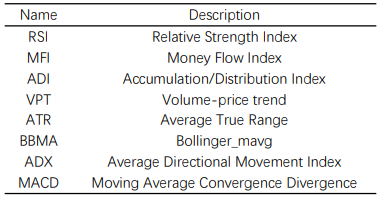 Name Description
RSI Relative Strength Index
MFI Money Flow Index
ADI Accumulation/Distribution Index
VPT Volume-price trend
ATR Average True Range
BBMA Bollinger_mavg
ADX Average Directional Movement Index
MACD Moving Average Convergence Divergence